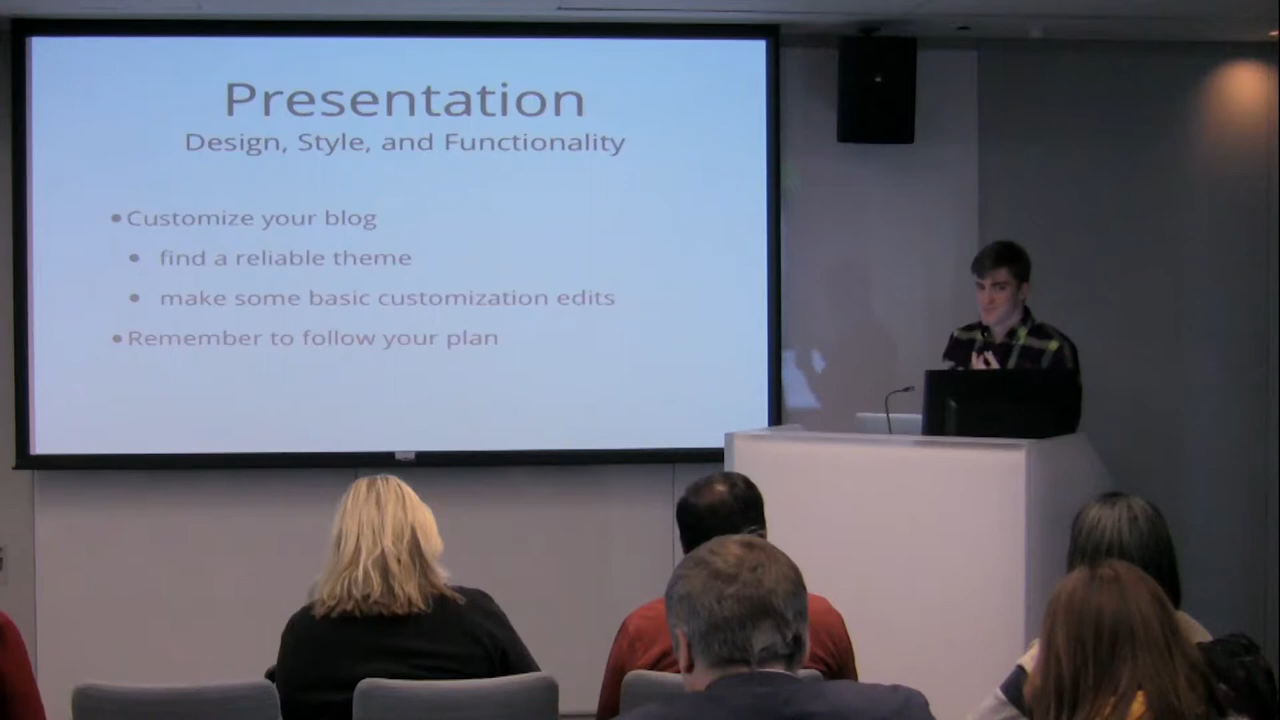 Presentation
Design, Style, and Functionality
•Customize your blog
• find a reliable theme
• make some basic customization edits
•Remember to follow your plan